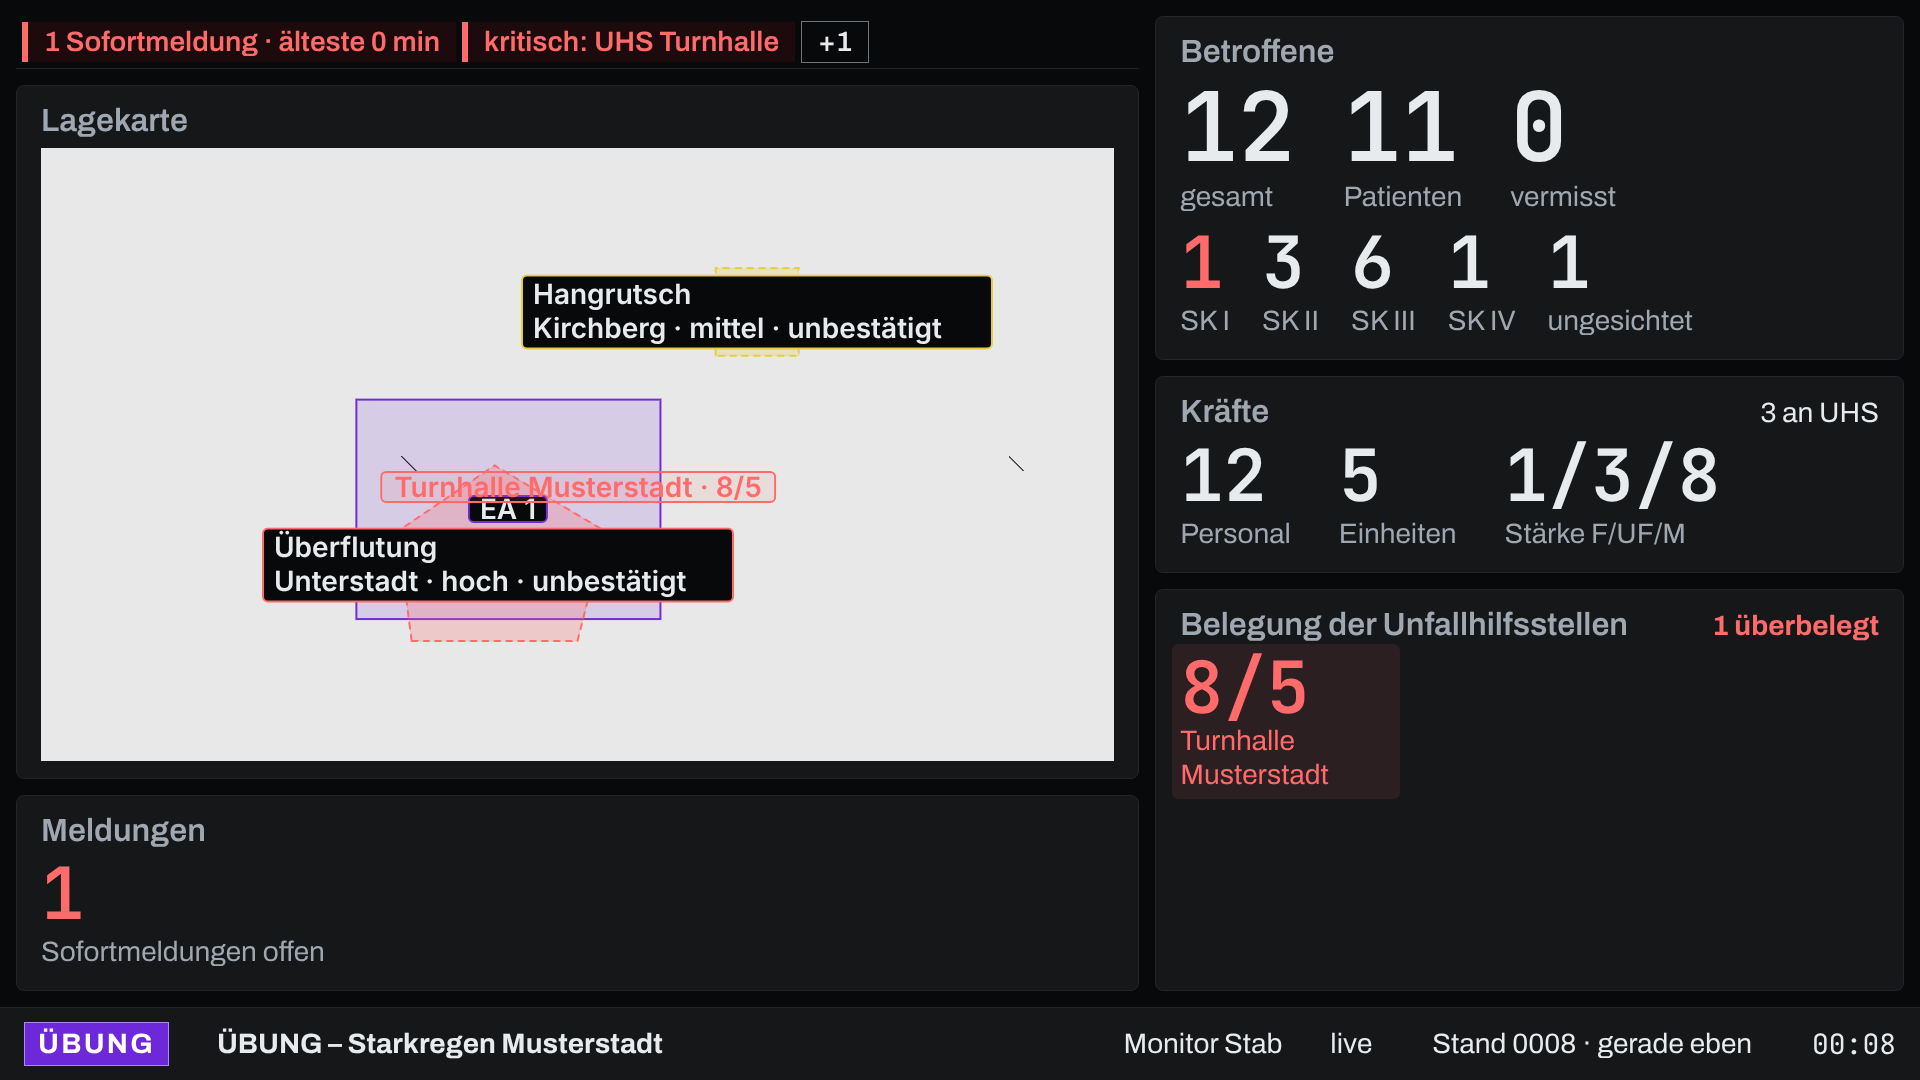 1 Sofortmeldung · älteste 0 min
kritisch: UHS Turnhalle
+1
Lagekarte
Hangrutsch
Kirchberg · mittel · unbestätigt
Turnhalle Musterstadt · 8/5
EA 1
Überflutung
Unterstadt · hoch · unbestätigt
Meldungen
1
Sofortmeldungen offen
Betroffene
12 11 0
gesamt Patienten vermisst
1 3 6 1 1
SK I SK II SK III SK IV ungesichtet
Kräfte 3 an UHS
12 5 1/3/8
Personal Einheiten Stärke F/UF/M
Belegung der Unfallhilfsstellen 1 überbelegt
8/5
Turnhalle
Musterstadt
ÜBUNG ÜBUNG – Starkregen Musterstadt Monitor Stab live Stand 0008 · gerade eben 00:08